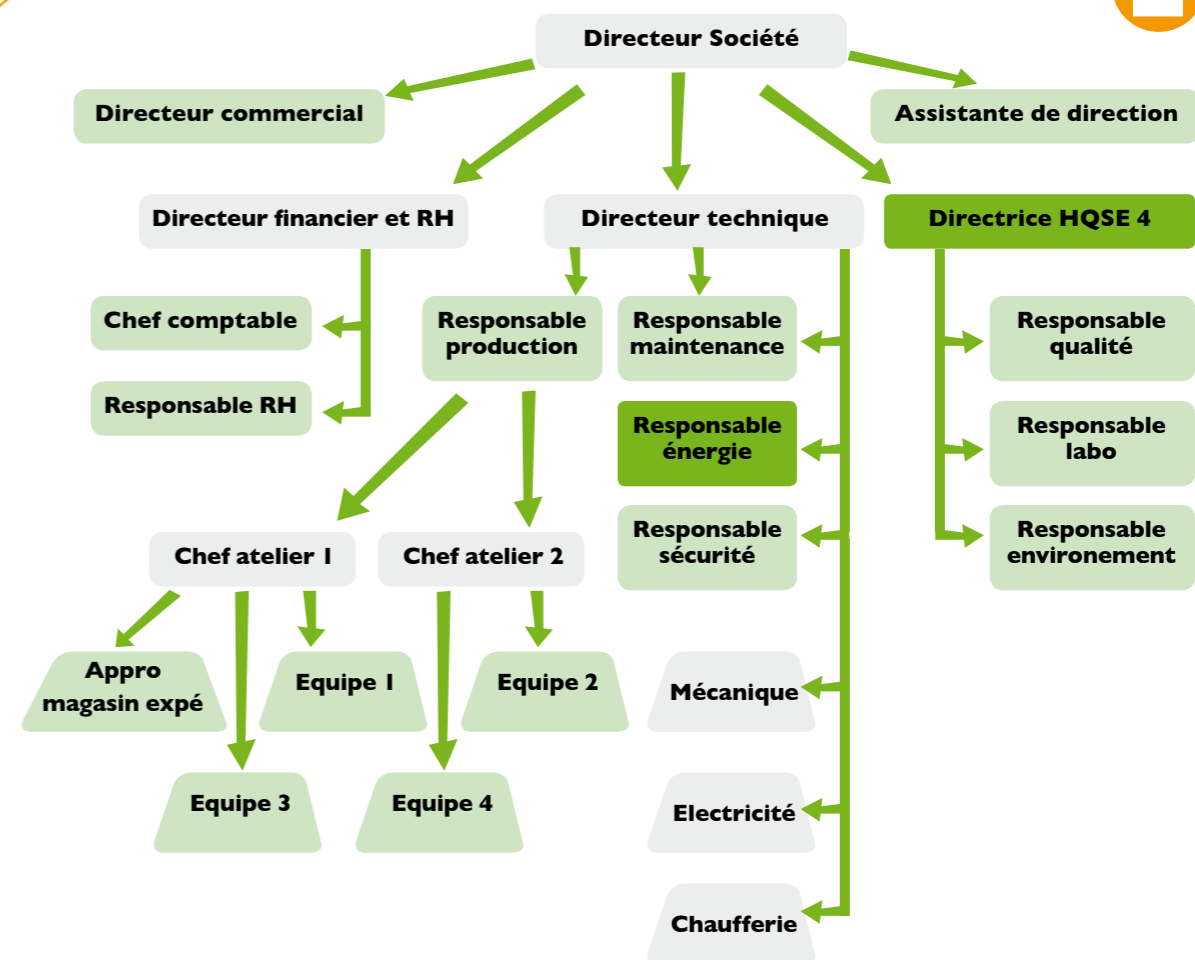 Directeur Société
Directeur commercial
Assistante de direction
Directeur financier et RH
Directeur technique
Directrice HQSE 4
Chef comptable
Responsable
production
Responsable
maintenance
Responsable
qualité
Responsable RH
Responsable
énergie
Responsable
labo
Chef atelier 1
Chef atelier 2
Responsable
sécurité
Responsable
environement
Appro
magasin expé
Equipe 1
Equipe 2
Mécanique
Equipe 3
Equipe 4
Electricité
Chaufferie